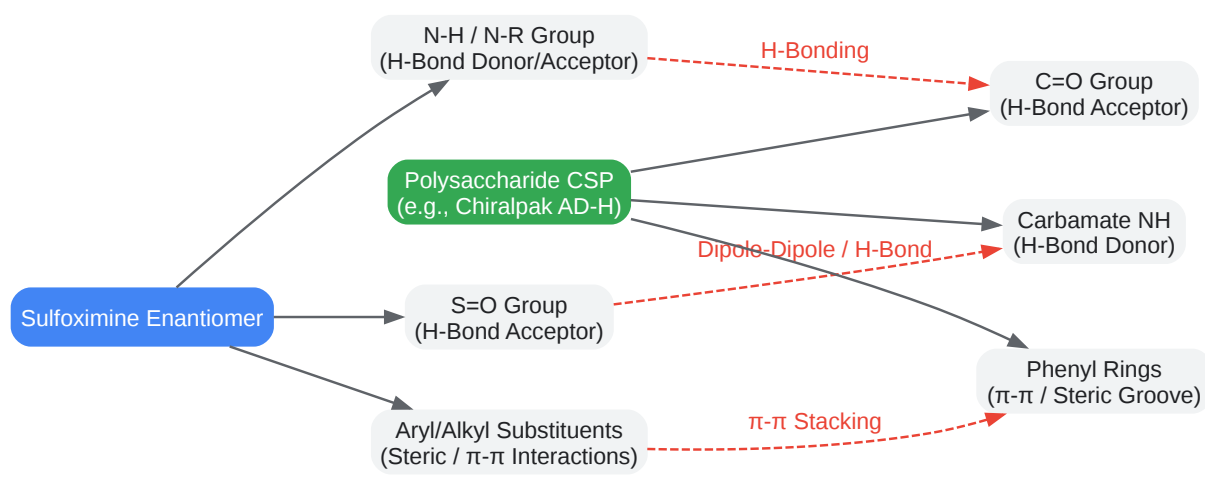 N-H / N-R Group
(H-Bond Donor/Acceptor)
H-Bonding
C=O Group
(H-Bond Acceptor)
Polysaccharide CSP
(e.g., Chiralpak AD-H)
Carbamate NH
(H-Bond Donor)
Dipolo-Dipole / H-Bond
Sulfoximine Enantiomer
S=O Group
(H-Bond Acceptor)
Phenyl Rings
(π-π / Steric Groove)
Aryl/Alkyl Substituents
(Steric / π-π Interactions)
π-π Stacking